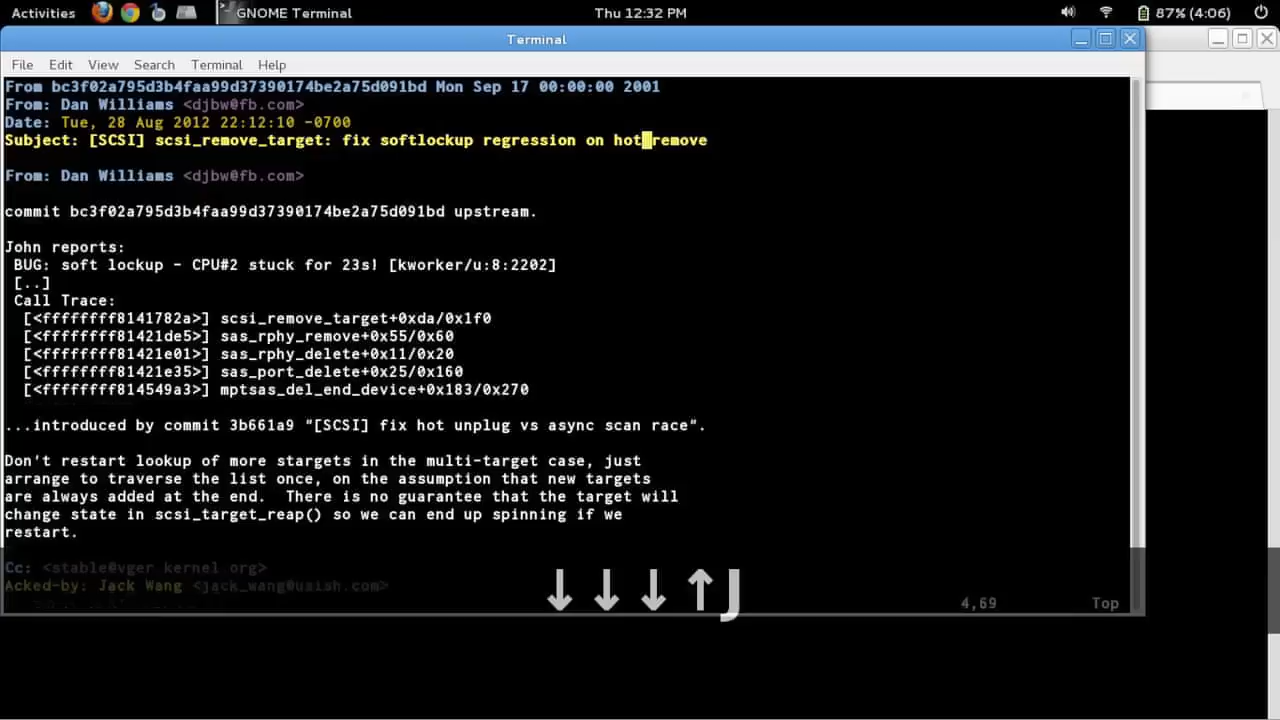 Activities GNOME Terminal Thu 12:32 PM 87% (4:06)
Terminal
File Edit View Search Terminal Help
From bc3f02a795d3b4faa99d37390174be2a75d091bd Mon Sep 17 00:00:00 2001
From: Dan Williams <djbw@fb.com>
Date: Tue, 28 Aug 2012 22:12:10 -0700
Subject: [SCSI] scsi_remove_target: fix softlockup regression on hot remove
From: Dan Williams <djbw@fb.com>
commit bc3f02a795d3b4faa99d37390174be2a75d091bd upstream.
John reports:
BUG: soft lockup - CPU#2 stuck for 23s! [kworker/u:8:2202]
[..]
Call Trace:
[<ffffffff8141782a>] scsi_remove_target+0xda/0x1f0
[<ffffffff81421de5>] sas_rphy_remove+0x55/0x60
[<ffffffff81421e01>] sas_rphy_delete+0x11/0x20
[<ffffffff81421e35>] sas_port_delete+0x25/0x160
[<ffffffff814549a3>] mptsas_del_end_device+0x183/0x270
...introduced by commit 3b661a9 "[SCSI] fix hot unplug vs async scan race".
Don't restart lookup of more stargets in the multi-target case, just
arrange to traverse the list once, on the assumption that new targets
are always added at the end.  There is no guarantee that the target will
change state in scsi_target_reap() so we can end up spinning if we
restart.
Cc: <stable@vger kernel org>
Acked-by: Jack Wang <jack_wang@usish.com>
↓ ↓ ↓ ↑J
4,69 Top